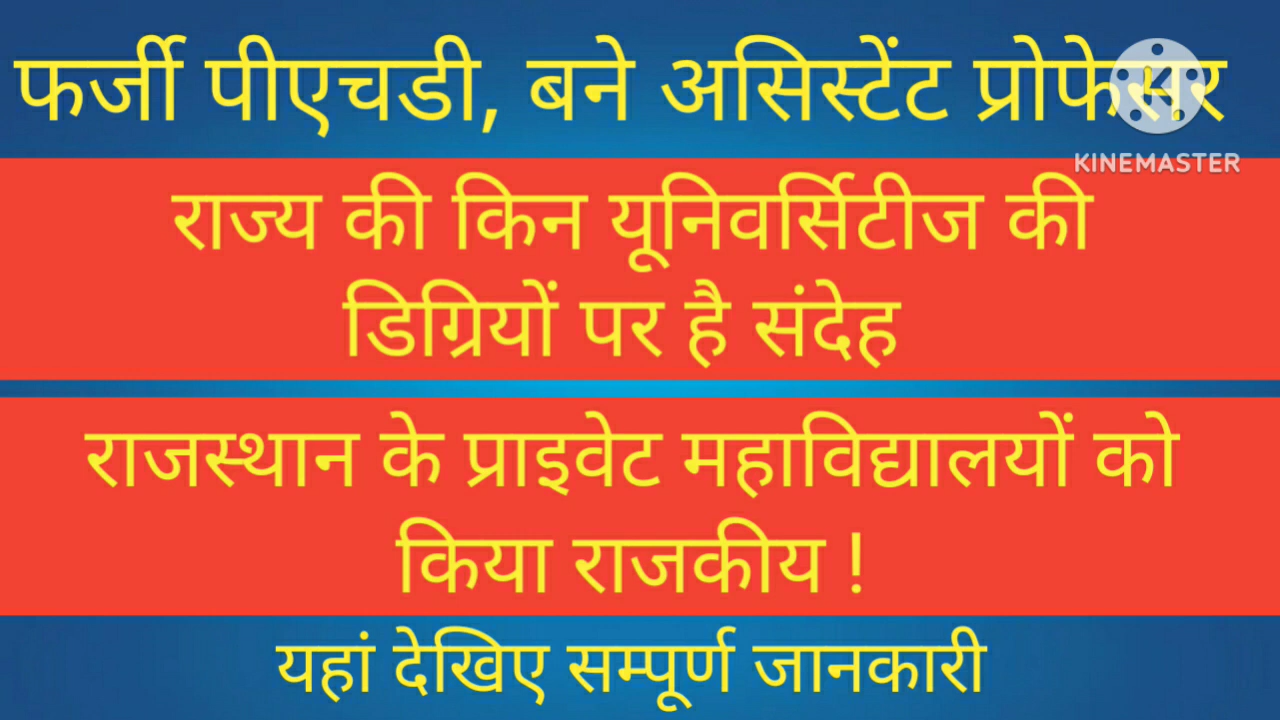 फर्जी पीएचडी, बने असिस्टेंट प्रोफेसर
KINEMASTER
राज्य की किन यूनिवर्सिटीज की
डिग्रियों पर है संदेह
राजस्थान के प्राइवेट महाविद्यालयों को
किया राजकीय !
यहां देखिए सम्पूर्ण जानकारी